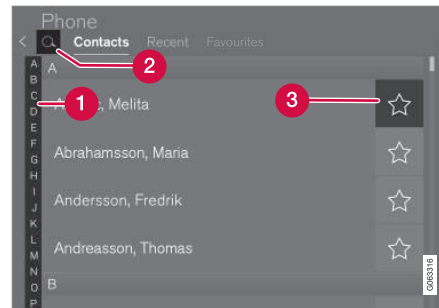 Phone
< Contacts Recent Favourites
2
A
, Melita
1
3
Abrahamsson, Maria
Andersson, Fredrik
Andreasson, Thomas
B
A
B
C
D
E
F
G
H
I
J
K
L
M
N
O
P
G063316